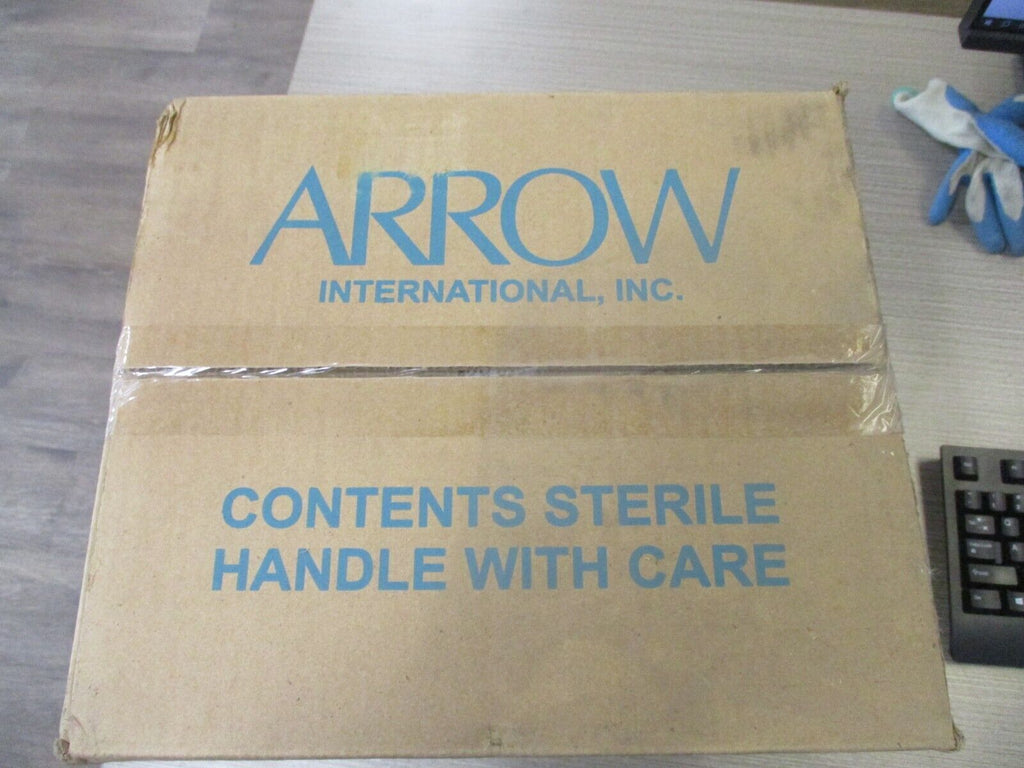 ARROW
INTERNATIONAL, INC.
CONTENTS STERILE
HANDLE WITH CARE